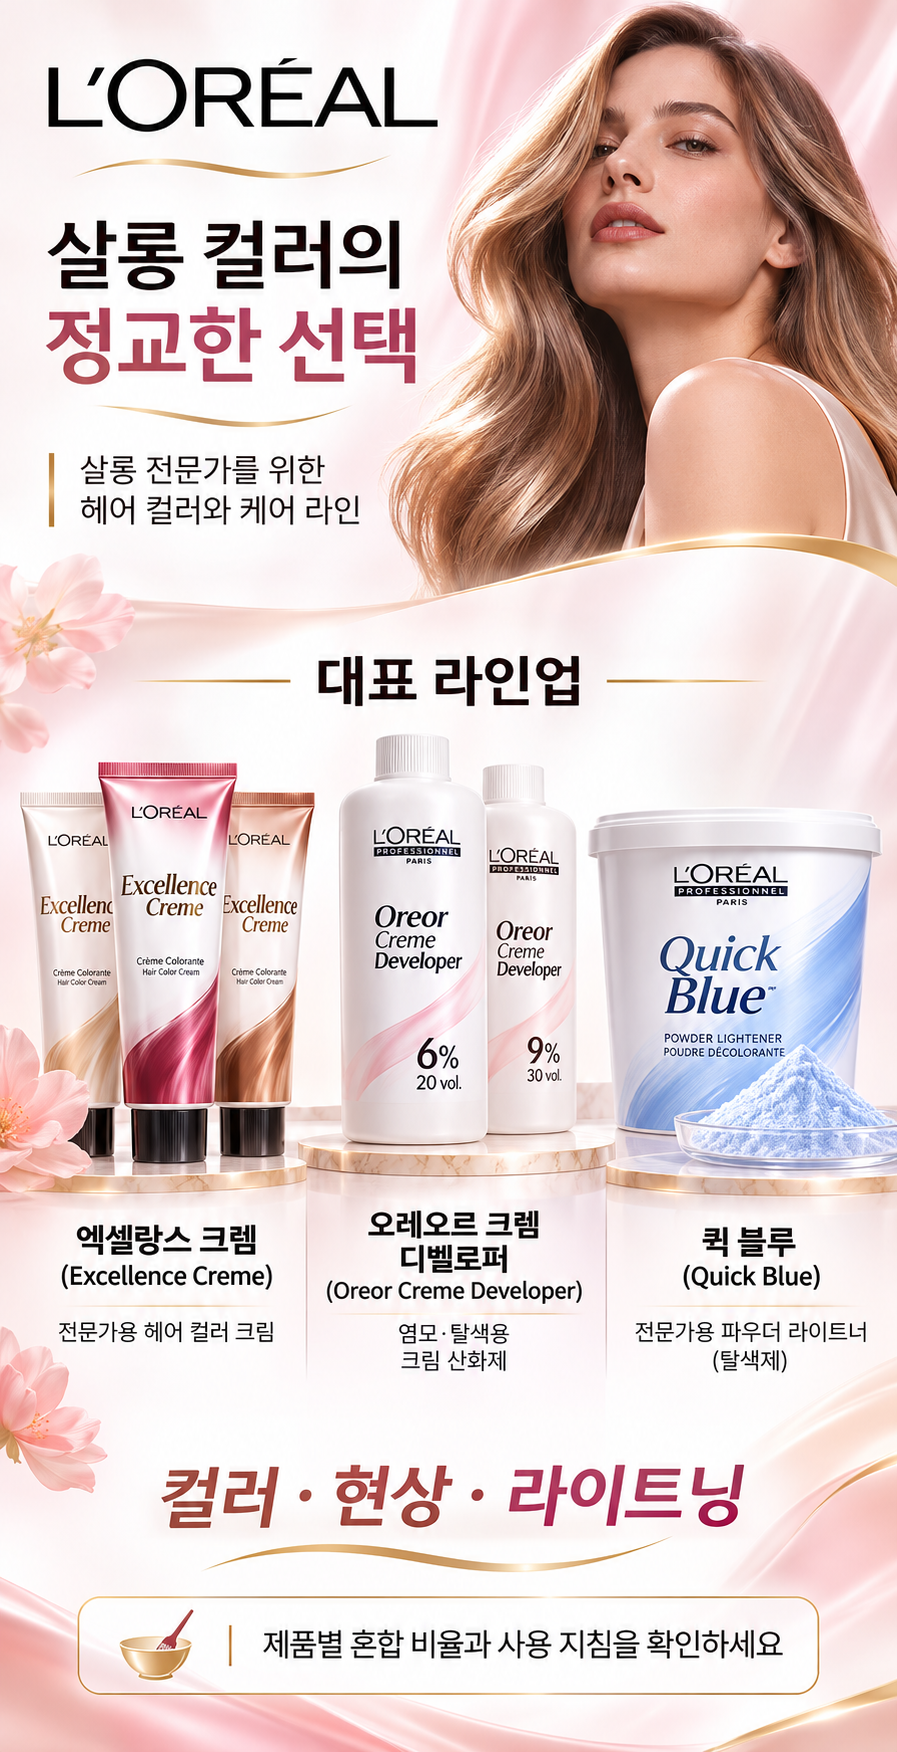 L'ORÉAL
살롱 컬러의
정교한 선택
살롱 전문가를 위한
헤어 컬러와 케어 라인
대표 라인업
L'ORÉAL
Excellence
Creme
Crème Colorante
Hair Color Cream
L'ORÉAL
Excellence
Creme
Crème Colorante
Hair Color Cream
L'ORÉAL
Excellence
Creme
Crème Colorante
Hair Color Cream
L'ORÉAL
PROFESSIONNEL
PARIS
Oreor
Creme
Developer
6%
20 vol.
L'ORÉAL
PROFESSIONNEL
PARIS
Oreor
Creme
Developer
9%
30 vol.
L'ORÉAL
PROFESSIONNEL
PARIS
Quick
Blue
POWDER LIGHTENER
POUDRE DÉCOLORANTE
엑셀랑스 크렘
(Excellence Creme)
전문가용 헤어 컬러 크림
오레오르 크렘
디벨로퍼
(Oreor Creme Developer)
염모·탈색용
크림 산화제
퀵 블루
(Quick Blue)
전문가용 파우더 라이트너
(탈색제)
컬러 · 현상 · 라이트닝
제품별 혼합 비율과 사용 지침을 확인하세요